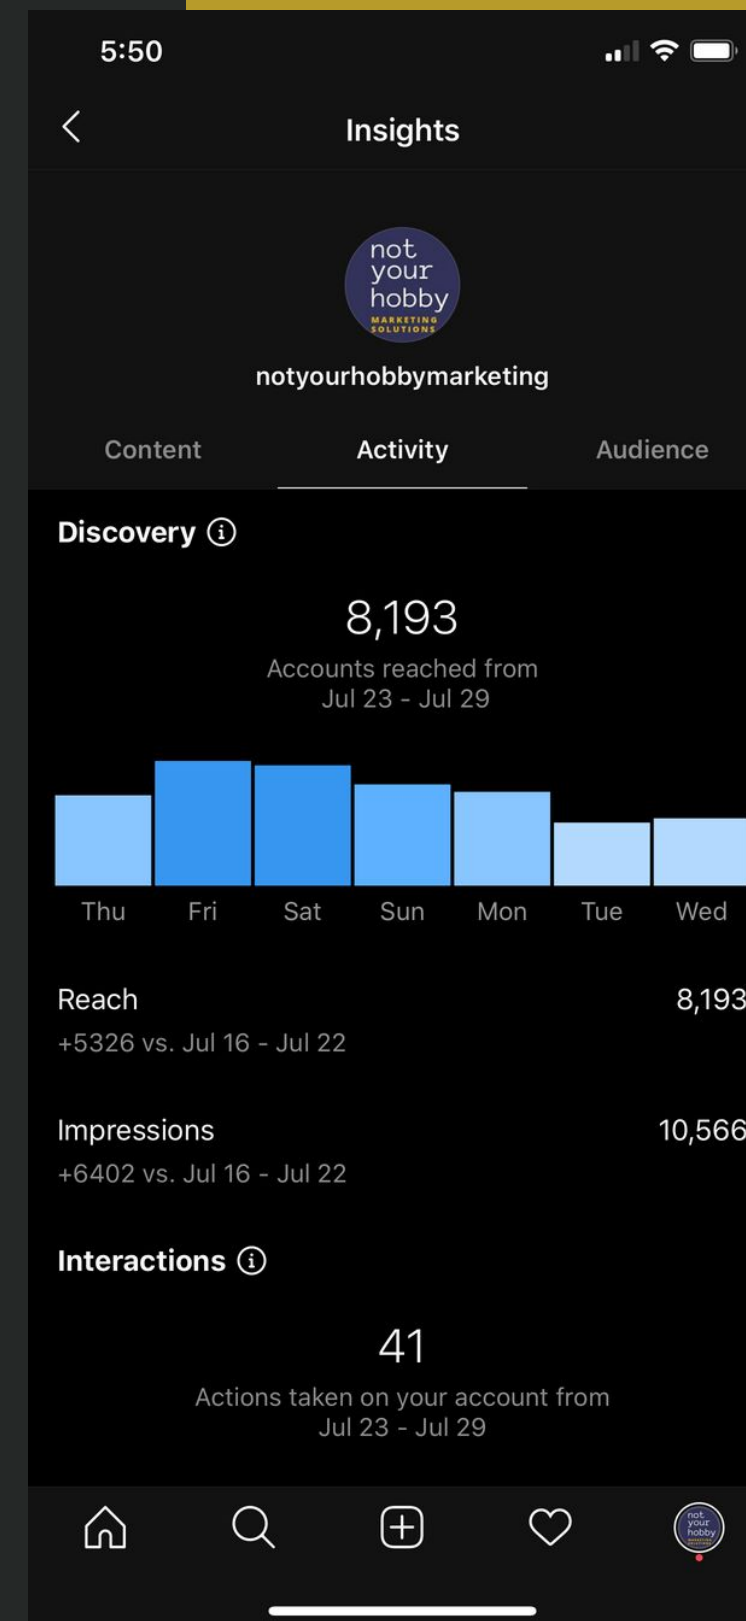 5:50
Insights
not
your
hobby
MARKETING
SOLUTIONS
notyourhobbymarketing
Content Activity Audience
Discovery
8,193
Accounts reached from
Jul 23 - Jul 29
Thu Fri Sat Sun Mon Tue Wed
Reach 8,193
+5326 vs. Jul 16 - Jul 22
Impressions 10,566
+6402 vs. Jul 16 - Jul 22
Interactions
41
Actions taken on your account from
Jul 23 - Jul 29
not
your
hobby